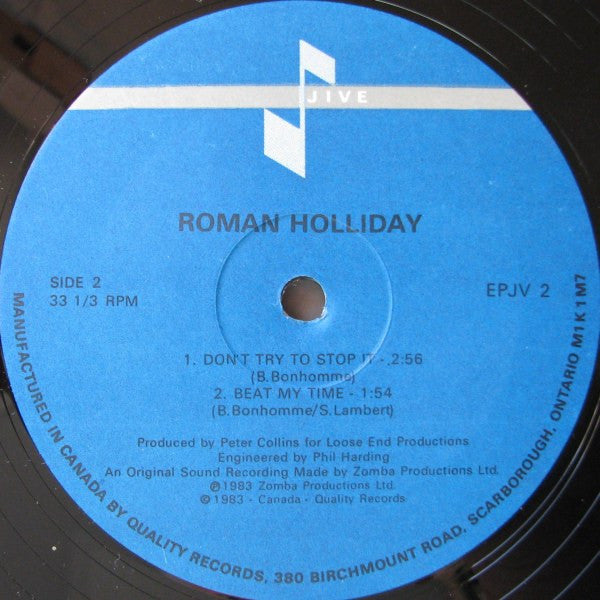 JIVE
ROMAN HOLLIDAY
SIDE 2
33 1/3 RPM
EPJV 2
1. DON'T TRY TO STOP IT - 2:56
(B.Bonhomme)
2. BEAT MY TIME - 1:54
(B.Bonhomme/S.Lambert)
Produced by Peter Collins for Loose End Productions
Engineered by Phil Harding
An Original Sound Recording Made by Zomba Productions Ltd.
℗1983 Zomba Productions Ltd.
©1983 - Canada - Quality Records
MANUFACTURED IN CANADA BY QUALITY RECORDS, 380 BIRCHMOUNT ROAD, SCARBOROUGH, ONTARIO M1K 1M7